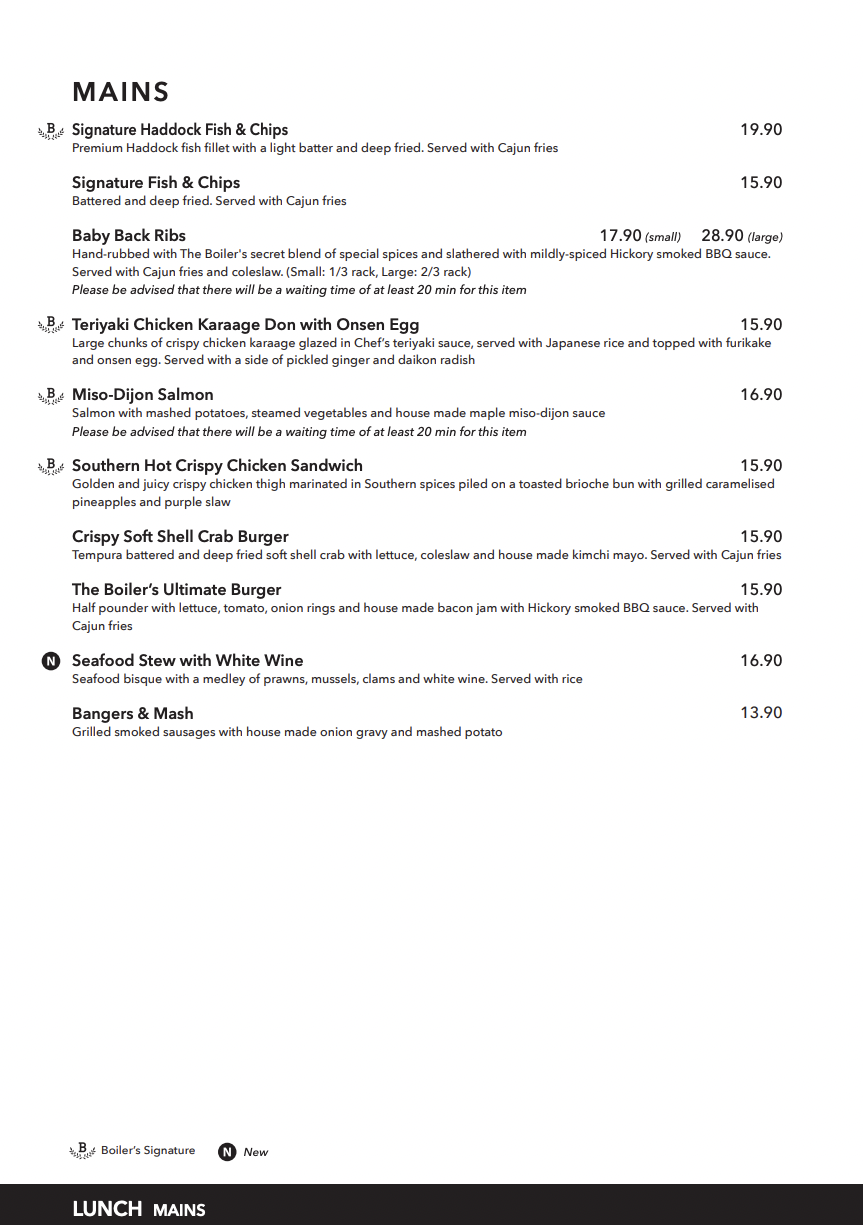 MAINS
B Signature Haddock Fish & Chips 19.90
Premium Haddock fish fillet with a light batter and deep fried. Served with Cajun fries
Signature Fish & Chips 15.90
Battered and deep fried. Served with Cajun fries
Baby Back Ribs 17.90 (small) 28.90 (large)
Hand-rubbed with The Boiler's secret blend of special spices and slathered with mildly-spiced Hickory smoked BBQ sauce.
Served with Cajun fries and coleslaw. (Small: 1/3 rack, Large: 2/3 rack)
Please be advised that there will be a waiting time of at least 20 min for this item
B Teriyaki Chicken Karaage Don with Onsen Egg 15.90
Large chunks of crispy chicken karaage glazed in Chef’s teriyaki sauce, served with Japanese rice and topped with furikake
and onsen egg. Served with a side of pickled ginger and daikon radish
B Miso-Dijon Salmon 16.90
Salmon with mashed potatoes, steamed vegetables and house made maple miso-dijon sauce
Please be advised that there will be a waiting time of at least 20 min for this item
B Southern Hot Crispy Chicken Sandwich 15.90
Golden and juicy crispy chicken thigh marinated in Southern spices piled on a toasted brioche bun with grilled caramelised
pineapples and purple slaw
Crispy Soft Shell Crab Burger 15.90
Tempura battered and deep fried soft shell crab with lettuce, coleslaw and house made kimchi mayo. Served with Cajun fries
The Boiler’s Ultimate Burger 15.90
Half pounder with lettuce, tomato, onion rings and house made bacon jam with Hickory smoked BBQ sauce. Served with
Cajun fries
N Seafood Stew with White Wine 16.90
Seafood bisque with a medley of prawns, mussels, clams and white wine. Served with rice
Bangers & Mash 13.90
Grilled smoked sausages with house made onion gravy and mashed potato
B Boiler’s Signature N New
LUNCH MAINS